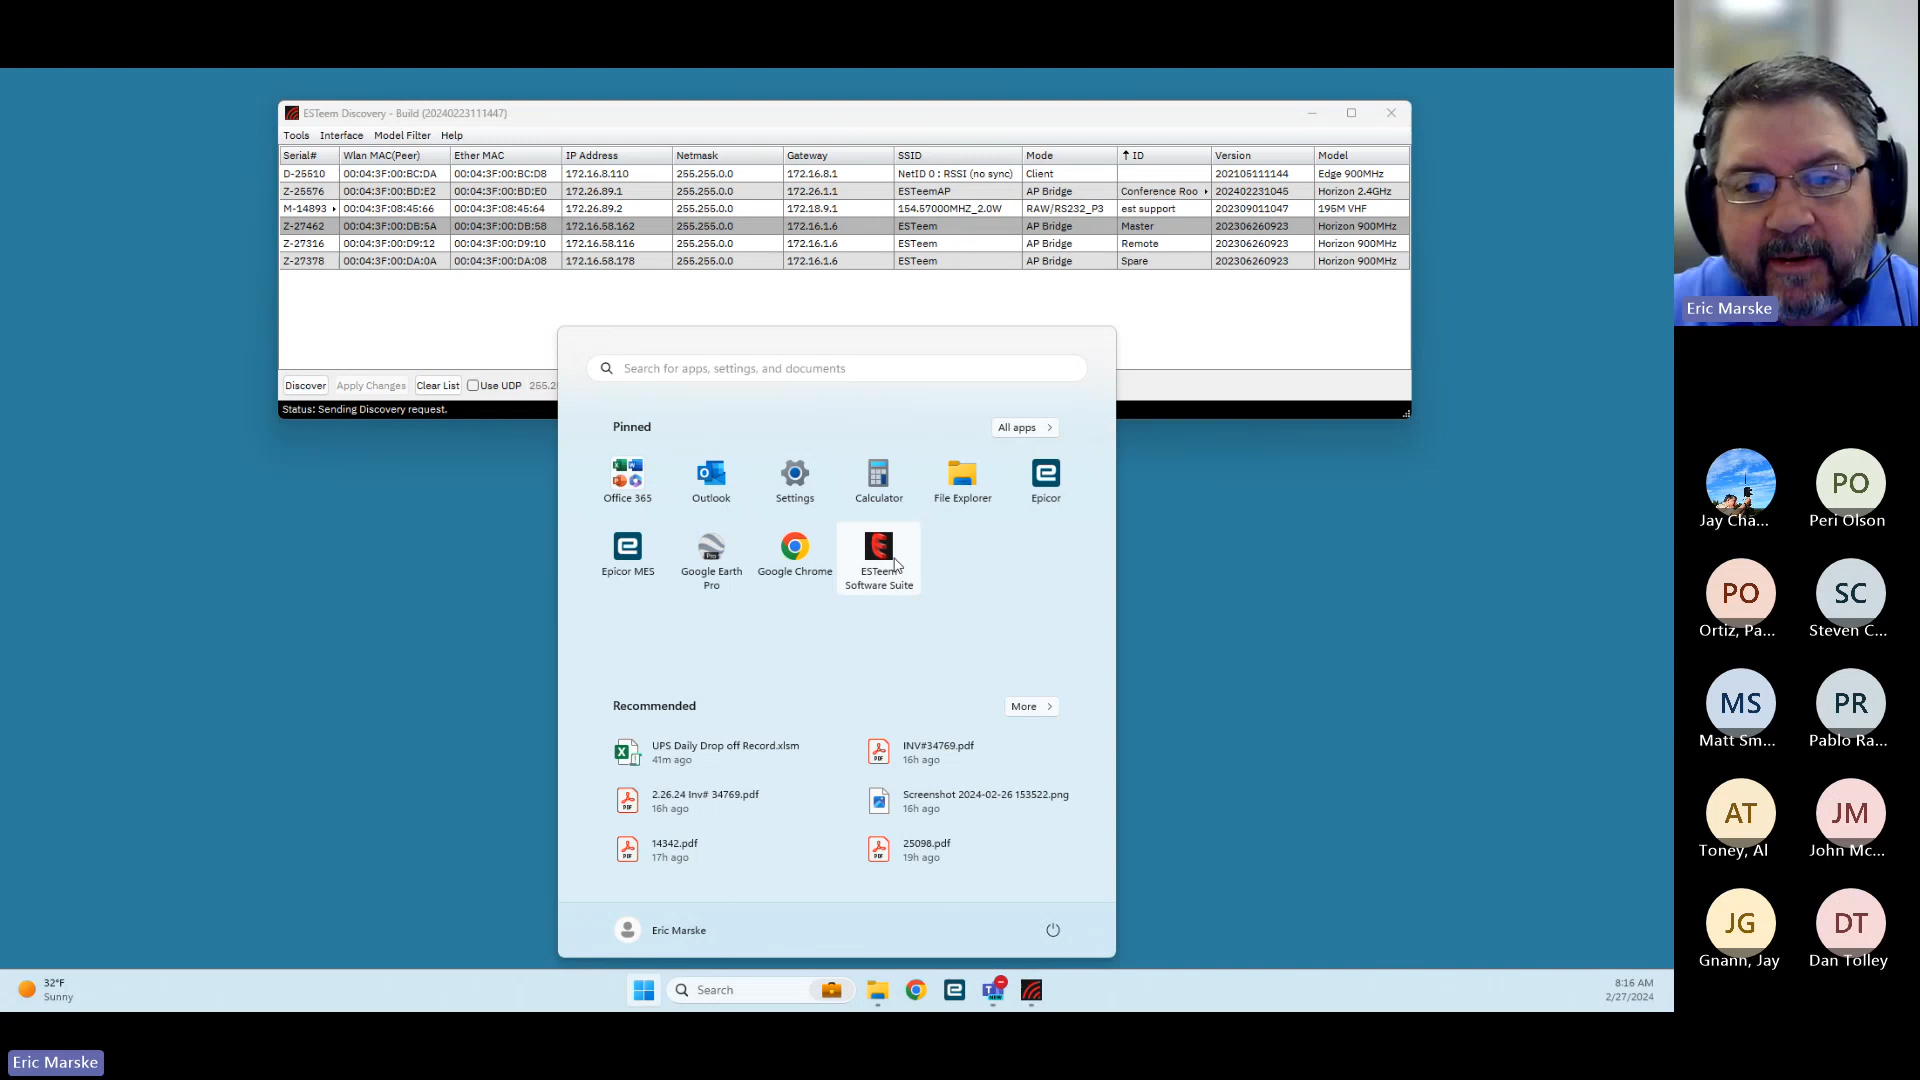 ESTeem Discovery - Build (20240223111447)
Tools Interface Model Filter Help
Serial# Wlan MAC(Peer) Ether MAC IP Address Netmask Gateway SSID Mode ↑ ID Version Model
D-25510 00:04:3F:00:BC:DA 00:04:3F:00:BC:D8 172.16.8.110 255.255.0.0 172.16.8.1 NetID 0 : RSSI (no sync) Client 202105111144 Edge 900MHz
Z-25576 00:04:3F:00:BD:E2 00:04:3F:00:BD:E0 172.26.89.1 255.255.0.0 172.26.1.1 ESTeemAP AP Bridge Conference Roo 202402231045 Horizon 2.4GHz
M-14893 00:04:3F:08:45:66 00:04:3F:08:45:64 172.26.89.2 255.255.0.0 172.18.9.1 154.57000MHZ_2.0W RAW/RS232_P3 est support 202309011047 195M VHF
Z-27462 00:04:3F:00:DB:5A 00:04:3F:00:DB:58 172.16.58.162 255.255.0.0 172.16.1.6 ESTeem AP Bridge Master 202306260923 Horizon 900MHz
Z-27316 00:04:3F:00:D9:12 00:04:3F:00:D9:10 172.16.58.116 255.255.0.0 172.16.1.6 ESTeem AP Bridge Remote 202306260923 Horizon 900MHz
Z-27378 00:04:3F:00:DA:0A 00:04:3F:00:DA:08 172.16.58.178 255.255.0.0 172.16.1.6 ESTeem AP Bridge Spare 202306260923 Horizon 900MHz
Discover Apply Changes Clear List Use UDP 255.2
Status: Sending Discovery request.
Search for apps, settings, and documents
Pinned All apps
Office 365 Outlook Settings Calculator File Explorer Epicor
Epicor MES Google Earth Pro Google Chrome ESTeem Software Suite
Recommended More
UPS Daily Drop off Record.xlsm
41m ago
INV#34769.pdf
16h ago
2.26.24 Inv# 34769.pdf
16h ago
Screenshot 2024-02-26 153522.png
16h ago
14342.pdf
17h ago
25098.pdf
19h ago
Eric Marske
32°F
Sunny
Search
8:16 AM
2/27/2024
Eric Marske
Eric Marske
Jay Cha...
PO
Peri Olson
PO
Ortiz, Pa...
SC
Steven C...
MS
Matt Sm...
PR
Pablo Ra...
AT
Toney, Al
JM
John Mc...
JG
Gnann, Jay
DT
Dan Tolley